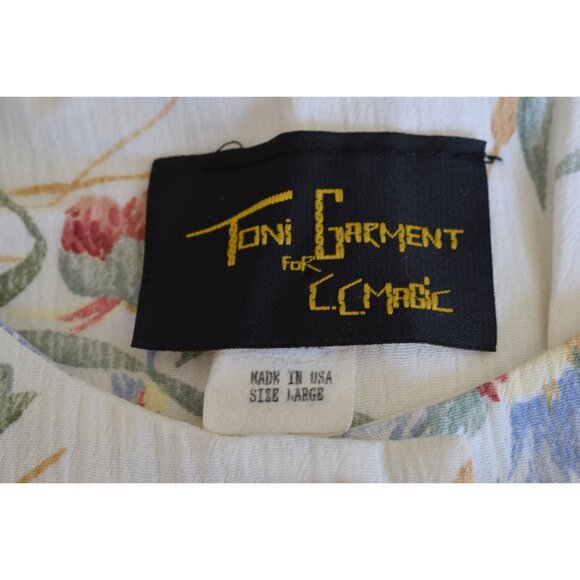 Toni Garment
for
C.C. Magic
MADE IN USA
SIZE LARGE